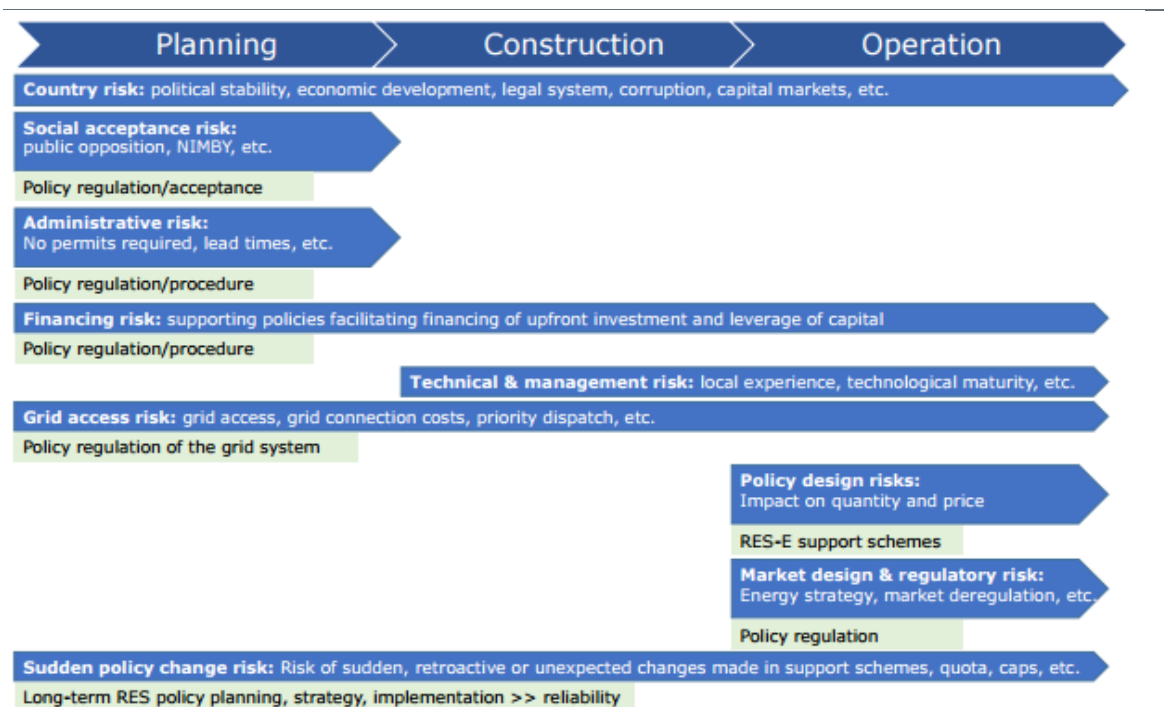 Planning
Construction
Operation
Country risk: political stability, economic development, legal system, corruption, capital markets, etc.
Social acceptance risk:
public opposition, NIMBY, etc.
Policy regulation/acceptance
Administrative risk:
No permits required, lead times, etc.
Policy regulation/procedure
Financing risk: supporting policies facilitating financing of upfront investment and leverage of capital
Policy regulation/procedure
Technical & management risk: local experience, technological maturity, etc.
Grid access risk: grid access, grid connection costs, priority dispatch, etc.
Policy regulation of the grid system
Policy design risks:
Impact on quantity and price
RES-E support schemes
Market design & regulatory risk:
Energy strategy, market deregulation, etc.
Policy regulation
Sudden policy change risk: Risk of sudden, retroactive or unexpected changes made in support schemes, quota, caps, etc.
Long-term RES policy planning, strategy, implementation >> reliability